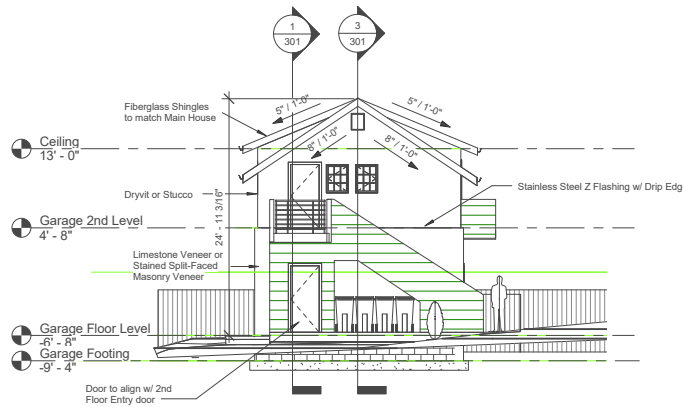 1
301
3
301
5" / 1'-0"
5" / 1'-0"
8" / 1'-0"
8" / 1'-0"
Fiberglass Shingles
to match Main House
Ceiling
13' - 0"
Dryvit or Stucco
Stainless Steel Z Flashing w/ Drip Edg
24' - 11 3/16"
Garage 2nd Level
4' - 8"
Limestone Veneer or
Stained Split-Faced
Masonry Veneer
Garage Floor Level
-6' - 8"
Garage Footing
-9' - 4"
Door to align w/ 2nd
Floor Entry door